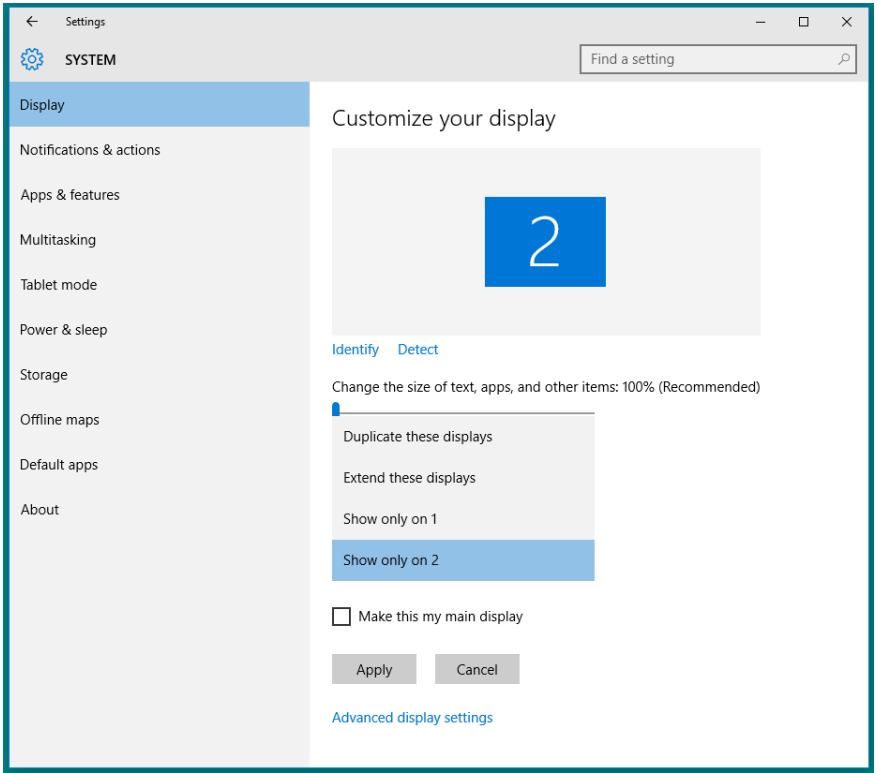 Settings
SYSTEM
Find a setting
Display
Notifications & actions
Apps & features
Multitasking
Tablet mode
Power & sleep
Storage
Offline maps
Default apps
About
Customize your display
2
Identify Detect
Change the size of text, apps, and other items: 100% (Recommended)
Duplicate these displays
Extend these displays
Show only on 1
Show only on 2
Make this my main display
Apply Cancel
Advanced display settings